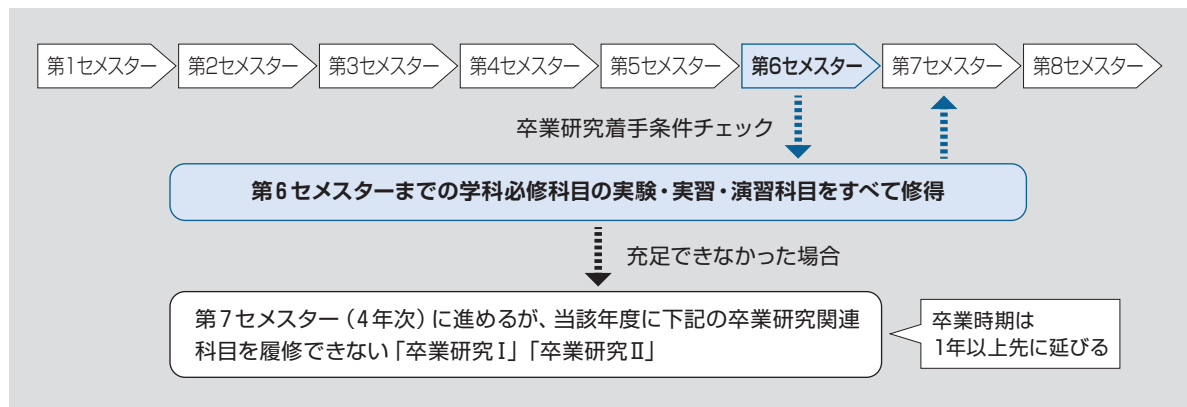 第1セメスター 第2セメスター 第3セメスター 第4セメスター 第5セメスター 第6セメスター 第7セメスター 第8セメスター
卒業研究着手条件チェック
第6セメスターまでの学科必修科目の実験・実習・演習科目をすべて修得
充足できなかった場合
第7セメスター（4年次）に進めるが、当該年度に下記の卒業研究関連
科目を履修できない「卒業研究Ⅰ」「卒業研究Ⅱ」
卒業時期は
1年以上先に延びる